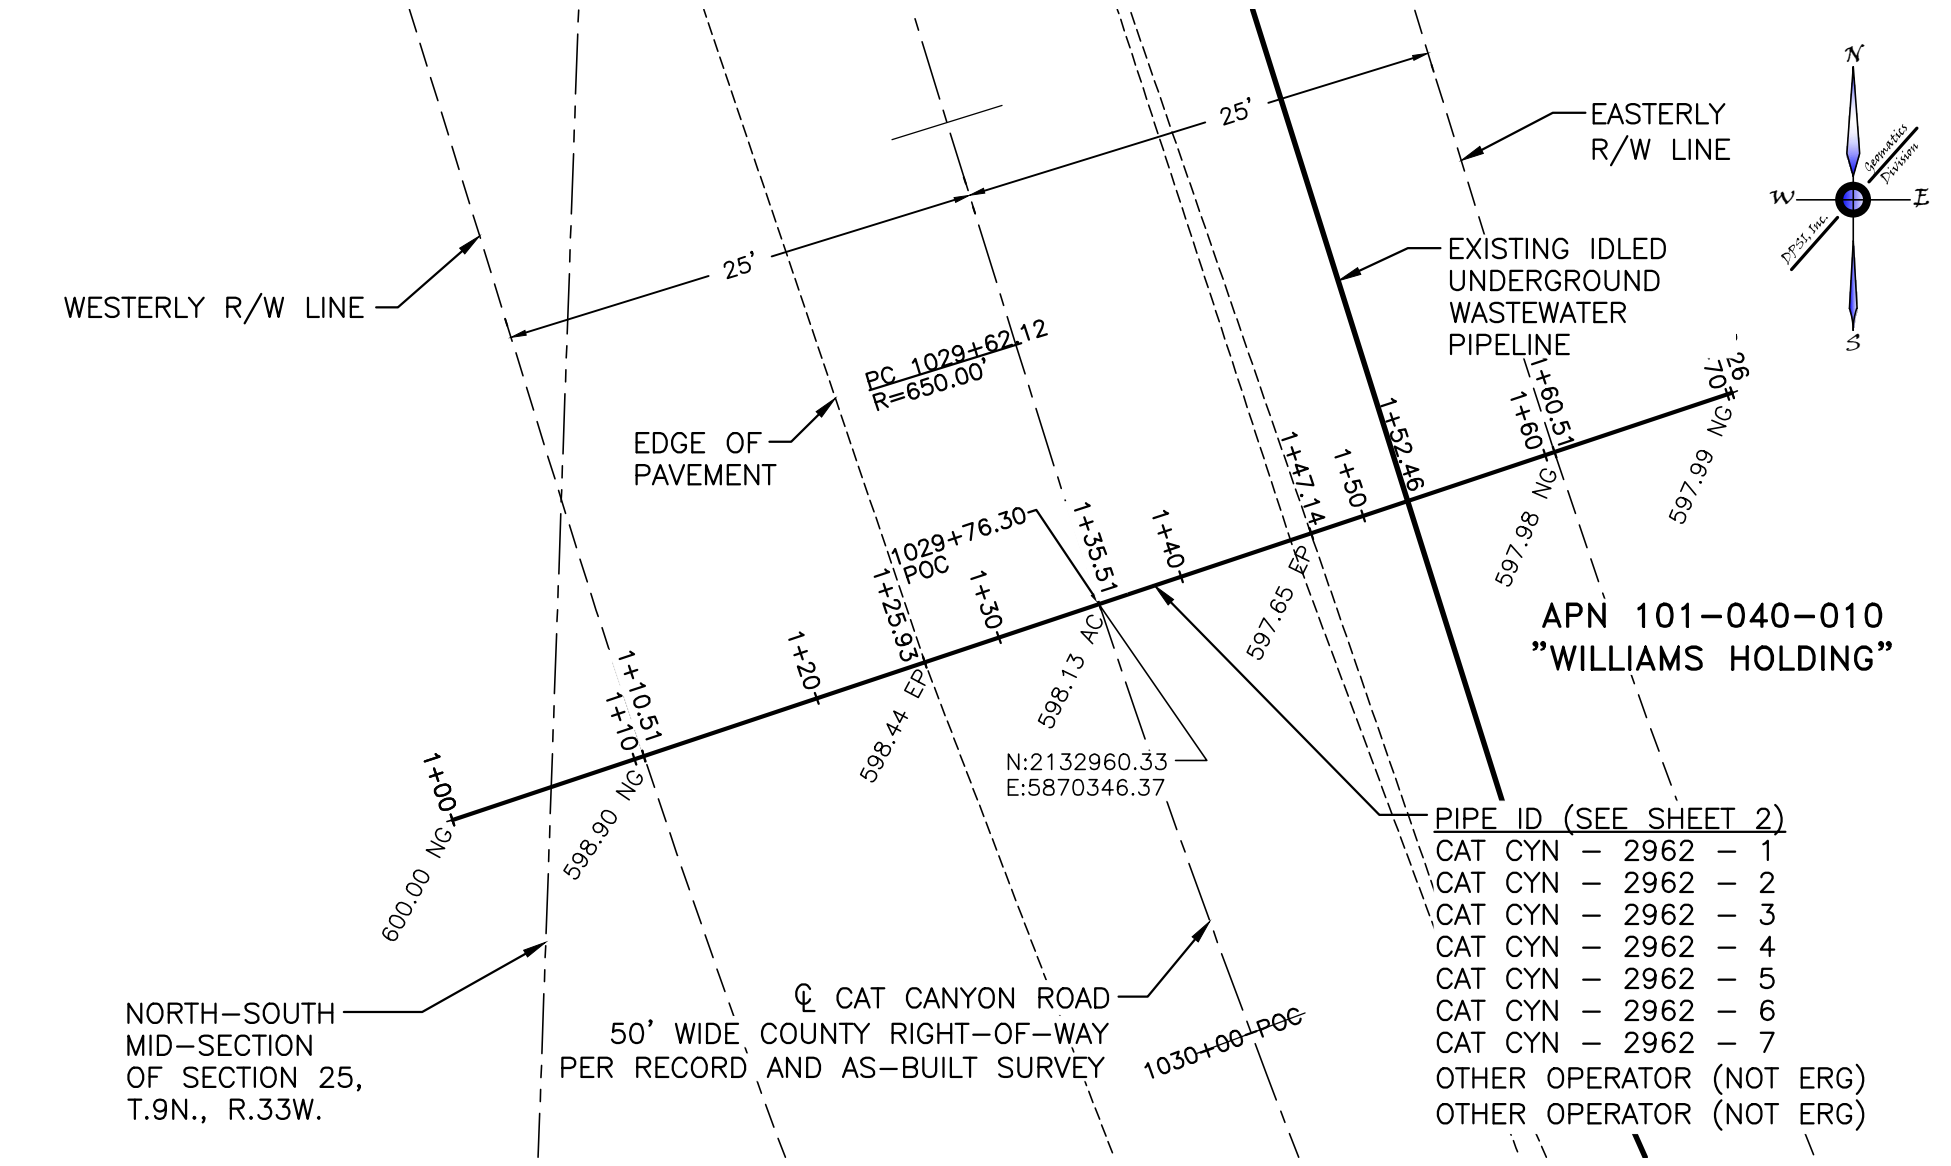 N
W
E
S
Geomatics
Division
DPSI, Inc.
25'
25'
EASTERLY
R/W LINE
WESTERLY R/W LINE
EXISTING IDLED
UNDERGROUND
WASTEWATER
PIPELINE
PC 1029+62.12
R=650.00'
EDGE OF
PAVEMENT
1029+76.30
POC
1+00
1+10
1+10.51
1+20
1+25.93
1+30
1+35.51
1+40
1+47.14
1+50
1+52.46
1+60
1+60.51
70
26
600.00 NG
598.90 NG
598.44 EP
598.13 AC
597.65 EP
597.98 NG
597.99 NG
APN 101-040-010
"WILLIAMS HOLDING"
N:2132960.33
E:5870346.37
PIPE ID (SEE SHEET 2)
CAT CYN - 2962 - 1
CAT CYN - 2962 - 2
CAT CYN - 2962 - 3
CAT CYN - 2962 - 4
CAT CYN - 2962 - 5
CAT CYN - 2962 - 6
CAT CYN - 2962 - 7
OTHER OPERATOR (NOT ERG)
OTHER OPERATOR (NOT ERG)
NORTH-SOUTH
MID-SECTION
OF SECTION 25,
T.9N., R.33W.
℄ CAT CANYON ROAD
50' WIDE COUNTY RIGHT-OF-WAY
PER RECORD AND AS-BUILT SURVEY
1030+00 POC